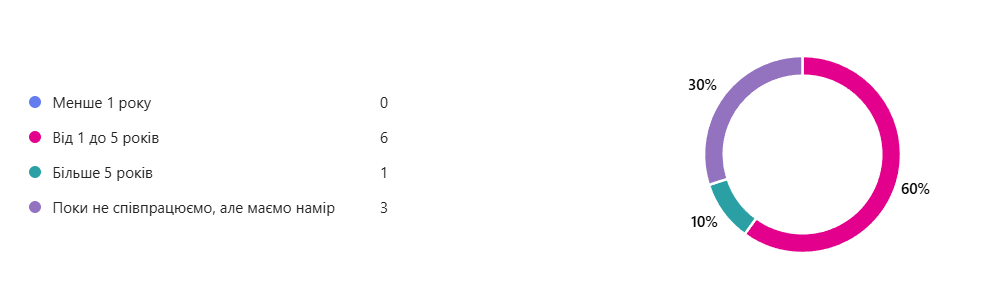 Менше 1 року 0
Від 1 до 5 років 6
Більше 5 років 1
Поки не співпрацюємо, але маємо намір 3
30%
60%
10%